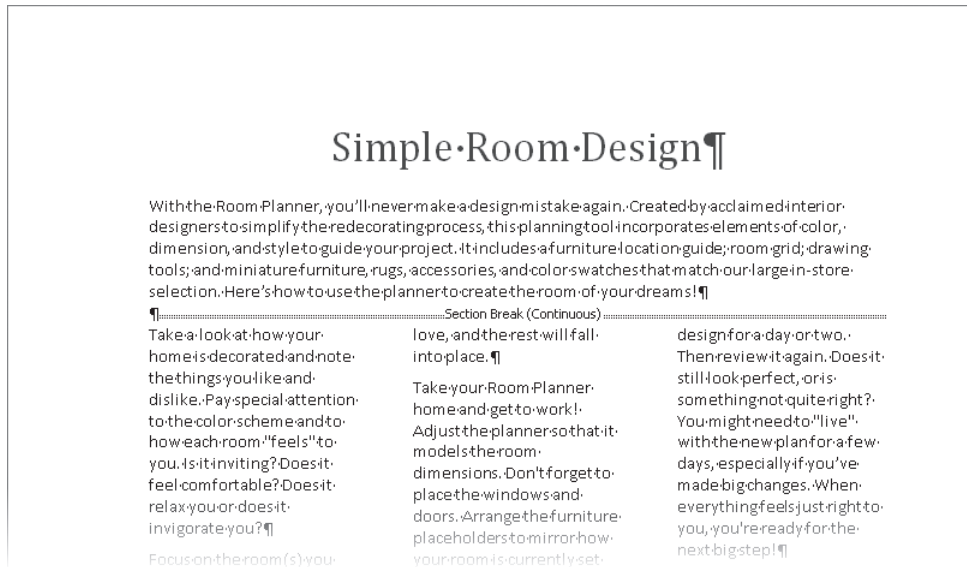 Simple·Room·Design¶
With·the·Room·Planner,·you’ll·never·make·a·design·mistake·again.·Created·by·acclaimed·interior·
designers·to·simplify·the·redecorating·process,·this·planning·tool·incorporates·elements·of·color,·
dimension,·and·style·to·guide·your·project.·It·includes·a·furniture·location·guide;·room·grid;·drawing·
tools;·and·miniature·furniture,·rugs,·accessories,·and·color·swatches·that·match·our·large·in-store·
selection.·Here’s·how·to·use·the·planner·to·create·the·room·of·your·dreams!¶
¶Section Break (Continuous)
Take·a·look·at·how·your·
home·is·decorated·and·note·
the·things·you·like·and·
dislike.·Pay·special·attention·
to·the·color·scheme·and·to·
how·each·room·"feels"·to·
you.·Is·it·inviting?·Does·it·
feel·comfortable?·Does·it·
relax·you·or·does·it·
invigorate·you?¶
Focus·on·the·room(s)·you·
love,·and·the·rest·will·fall·
into·place.¶
Take·your·Room·Planner·
home·and·get·to·work!·
Adjust·the·planner·so·that·it·
models·the·room·
dimensions.·Don't·forget·to·
place·the·windows·and·
doors.·Arrange·the·furniture·
placeholders·to·mirror·how·
your·room·is·currently·set·
design·for·a·day·or·two.·
Then·review·it·again.·Does·it·
still·look·perfect,·or·is·
something·not·quite·right?·
You·might·need·to·"live"·
with·the·new·plan·for·a·few·
days,·especially·if·you’ve·
made·big·changes.·When·
everything·feels·just·right·to·
you,·you're·ready·for·the·
next·big·step!¶